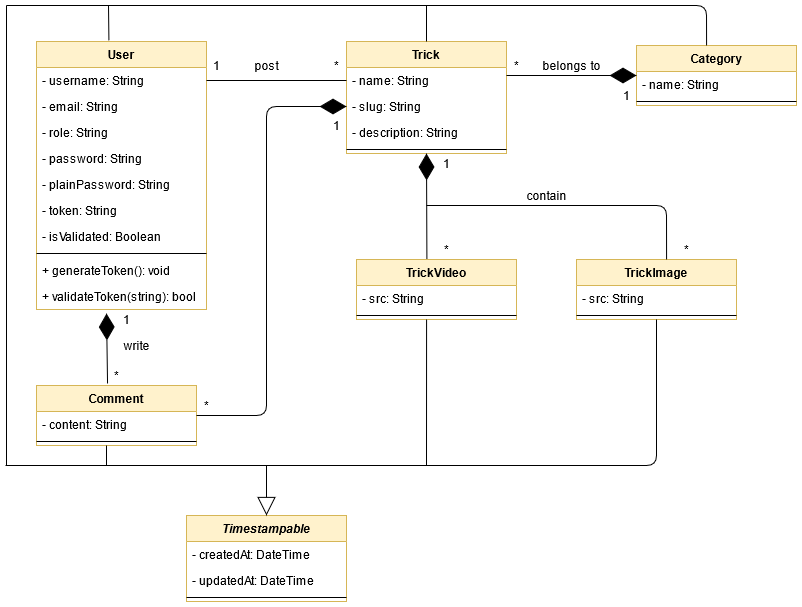 User
- username: String
- email: String
- role: String
- password: String
- plainPassword: String
- token: String
- isValidated: Boolean
+ generateToken(): void
+ validateToken(string): bool
1
post
*
Trick
- name: String
- slug: String
- description: String
*
belongs to
1
Category
- name: String
1
1
contain
*
*
TrickVideo
- src: String
TrickImage
- src: String
1
write
*
Comment
- content: String
*
Timestampable
- createdAt: DateTime
- updatedAt: DateTime